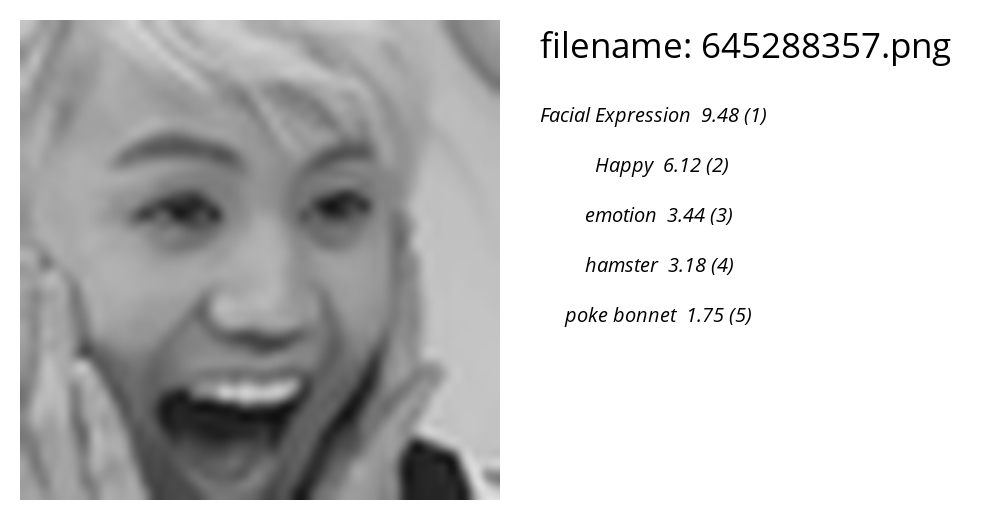 filename: 645288357.png
Facial Expression 9.48 (1)
Happy 6.12 (2)
emotion 3.44 (3)
hamster 3.18 (4)
poke bonnet 1.75 (5)